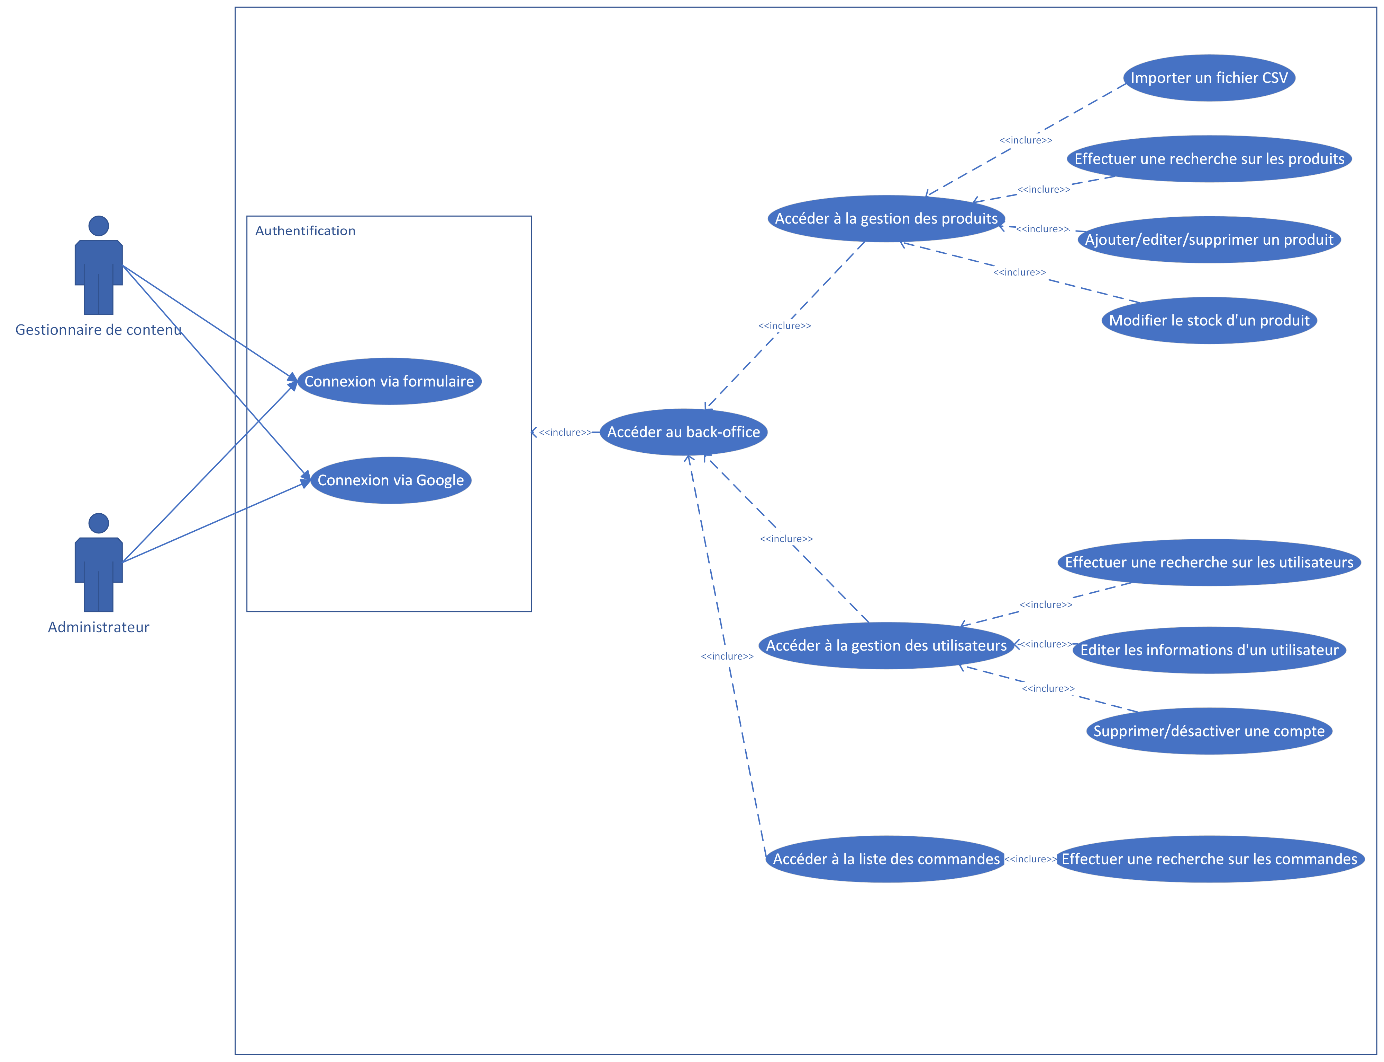 Importer un fichier CSV
<<inclure>>
Effectuer une recherche sur les produits
<<inclure>>
Accéder à la gestion des produits
<<inclure>>
Ajouter/editer/supprimer un produit
<<inclure>>
Modifier le stock d'un produit
Authentification
Gestionnaire de contenu
<<inclure>>
Connexion via formulaire
<<inclure>>
Accéder au back-office
Connexion via Google
<<inclure>>
Effectuer une recherche sur les utilisateurs
<<inclure>>
Administrateur
Accéder à la gestion des utilisateurs
<<inclure>>
Editer les informations d'un utilisateur
<<inclure>>
<<inclure>>
Supprimer/désactiver une compte
Accéder à la liste des commandes
<<inclure>>
Effectuer une recherche sur les commandes